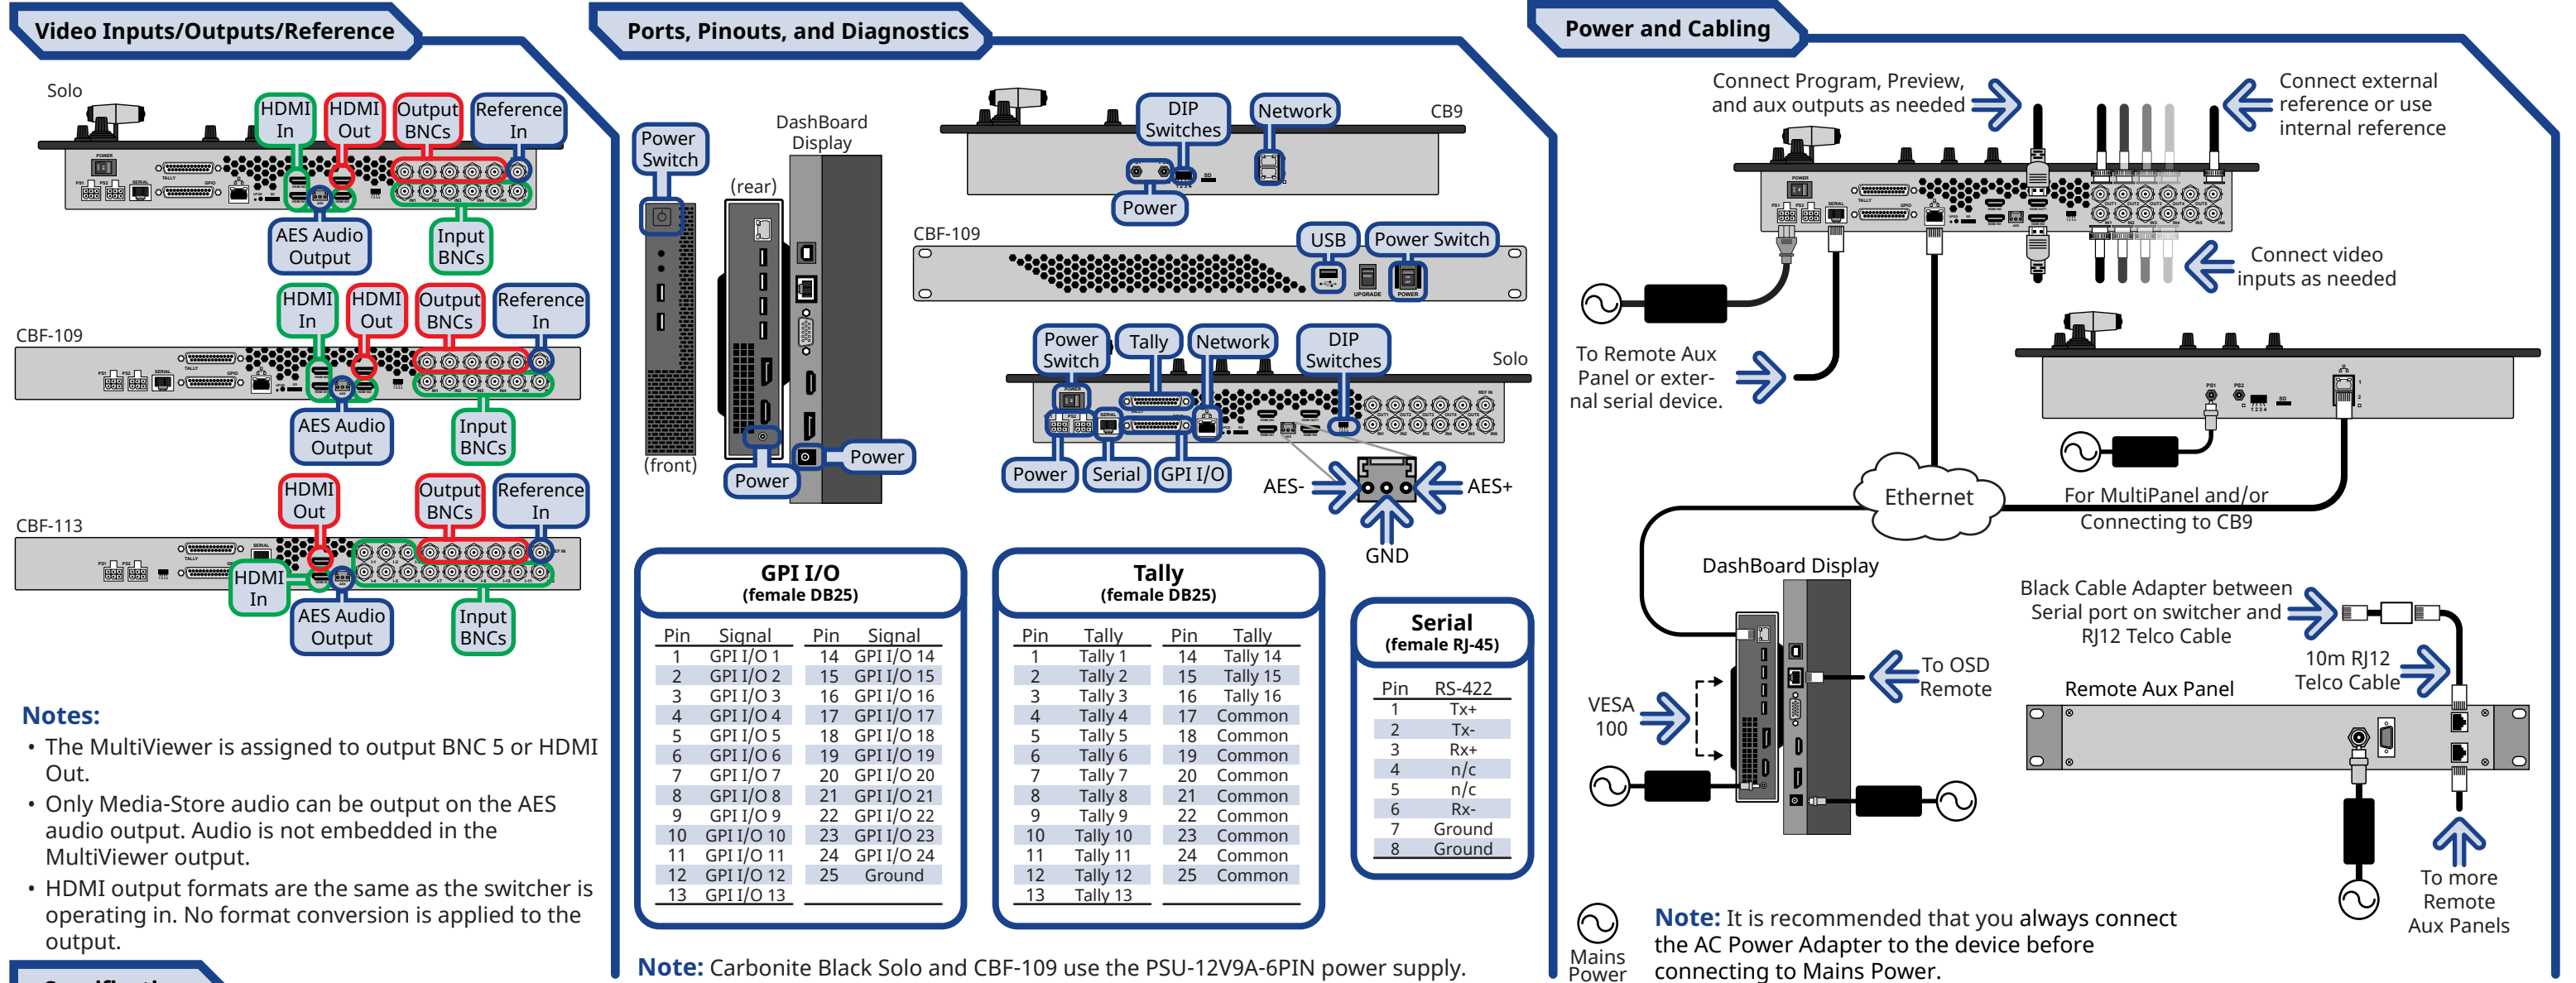 Video Inputs/Outputs/Reference
Solo
HDMI
In
HDMI
Out
Output
BNCs
Reference
In
AES Audio
Output
Input
BNCs
CBF-109
HDMI
In
HDMI
Out
Output
BNCs
Reference
In
AES Audio
Output
Input
BNCs
CBF-113
HDMI
Out
Output
BNCs
Reference
In
HDMI
In
AES Audio
Output
Input
BNCs
Notes:
• The MultiViewer is assigned to output BNC 5 or HDMI
Out.
• Only Media-Store audio can be output on the AES
audio output. Audio is not embedded in the
MultiViewer output.
• HDMI output formats are the same as the switcher is
operating in. No format conversion is applied to the
output.
Ports, Pinouts, and Diagnostics
Power
Switch
(front)
(rear)
DashBoard
Display
Power
Power
CB9
DIP
Switches
Network
Power
CBF-109
USB
Power Switch
UPGRADE
POWER
Solo
Power
Switch
Tally
Network
DIP
Switches
Power
Serial
GPI I/O
AES-
AES+
GND
GPI I/O
(female DB25)
Pin Signal Pin Signal
1 GPI I/O 1 14 GPI I/O 14
2 GPI I/O 2 15 GPI I/O 15
3 GPI I/O 3 16 GPI I/O 16
4 GPI I/O 4 17 GPI I/O 17
5 GPI I/O 5 18 GPI I/O 18
6 GPI I/O 6 19 GPI I/O 19
7 GPI I/O 7 20 GPI I/O 20
8 GPI I/O 8 21 GPI I/O 21
9 GPI I/O 9 22 GPI I/O 22
10 GPI I/O 10 23 GPI I/O 23
11 GPI I/O 11 24 GPI I/O 24
12 GPI I/O 12 25 Ground
13 GPI I/O 13
Tally
(female DB25)
Pin Tally Pin Tally
1 Tally 1 14 Tally 14
2 Tally 2 15 Tally 15
3 Tally 3 16 Tally 16
4 Tally 4 17 Common
5 Tally 5 18 Common
6 Tally 6 19 Common
7 Tally 7 20 Common
8 Tally 8 21 Common
9 Tally 9 22 Common
10 Tally 10 23 Common
11 Tally 11 24 Common
12 Tally 12 25 Common
13 Tally 13
Serial
(female RJ-45)
Pin RS-422
1 Tx+
2 Tx-
3 Rx+
4 n/c
5 n/c
6 Rx-
7 Ground
8 Ground
Note: Carbonite Black Solo and CBF-109 use the PSU-12V9A-6PIN power supply.
Power and Cabling
Connect Program, Preview,
and aux outputs as needed
Connect external
reference or use
internal reference
Connect video
inputs as needed
To Remote Aux
Panel or exter-
nal serial device.
Ethernet
For MultiPanel and/or
Connecting to CB9
DashBoard Display
To OSD
Remote
VESA
100
Black Cable Adapter between
Serial port on switcher and
RJ12 Telco Cable
10m RJ12
Telco Cable
Remote Aux Panel
To more
Remote
Aux Panels
Mains
Power
Note: It is recommended that you always connect
the AC Power Adapter to the device before
connecting to Mains Power.